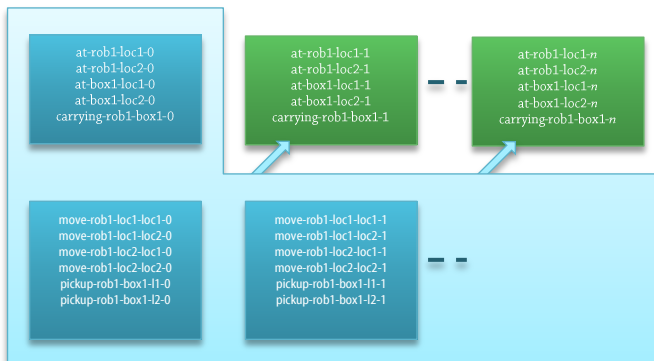 at-rob1-loc1-0
at-rob1-loc2-0
at-box1-loc1-0
at-box1-loc2-0
carrying-rob1-box1-0
at-rob1-loc1-1
at-rob1-loc2-1
at-box1-loc1-1
at-box1-loc2-1
carrying-rob1-box1-1
at-rob1-loc1-n
at-rob1-loc2-n
at-box1-loc1-n
at-box1-loc2-n
carrying-rob1-box1-n
move-rob1-loc1-loc1-0
move-rob1-loc1-loc2-0
move-rob1-loc2-loc1-0
move-rob1-loc2-loc2-0
pickup-rob1-box1-l1-0
pickup-rob1-box1-l2-0
move-rob1-loc1-loc1-1
move-rob1-loc1-loc2-1
move-rob1-loc2-loc1-1
move-rob1-loc2-loc2-1
pickup-rob1-box1-l1-1
pickup-rob1-box1-l2-1